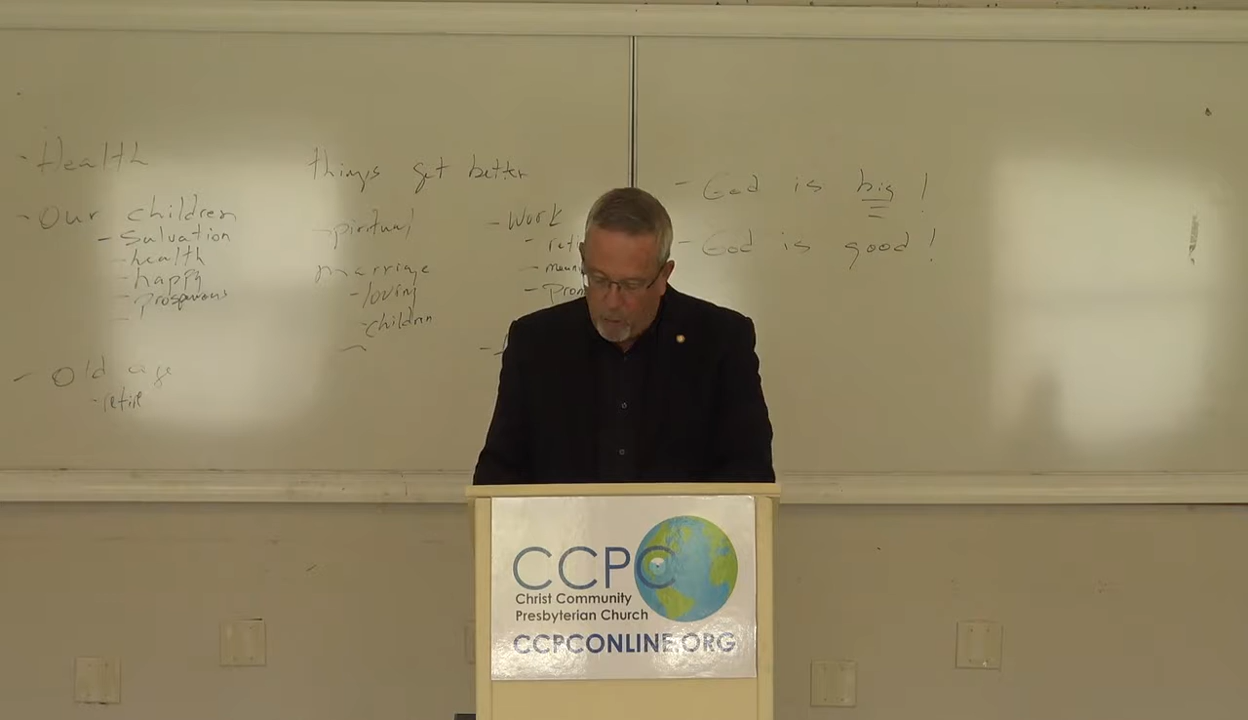 - Health
- Our children
- Salvation
- health
- happy
- prosperous
- Old age
- retire
things get better
spiritual
marriage
- loving
- children
- Work
- God is big!
- God is good!
CCPC
Christ Community
Presbyterian Church
CCPCONLINE.ORG